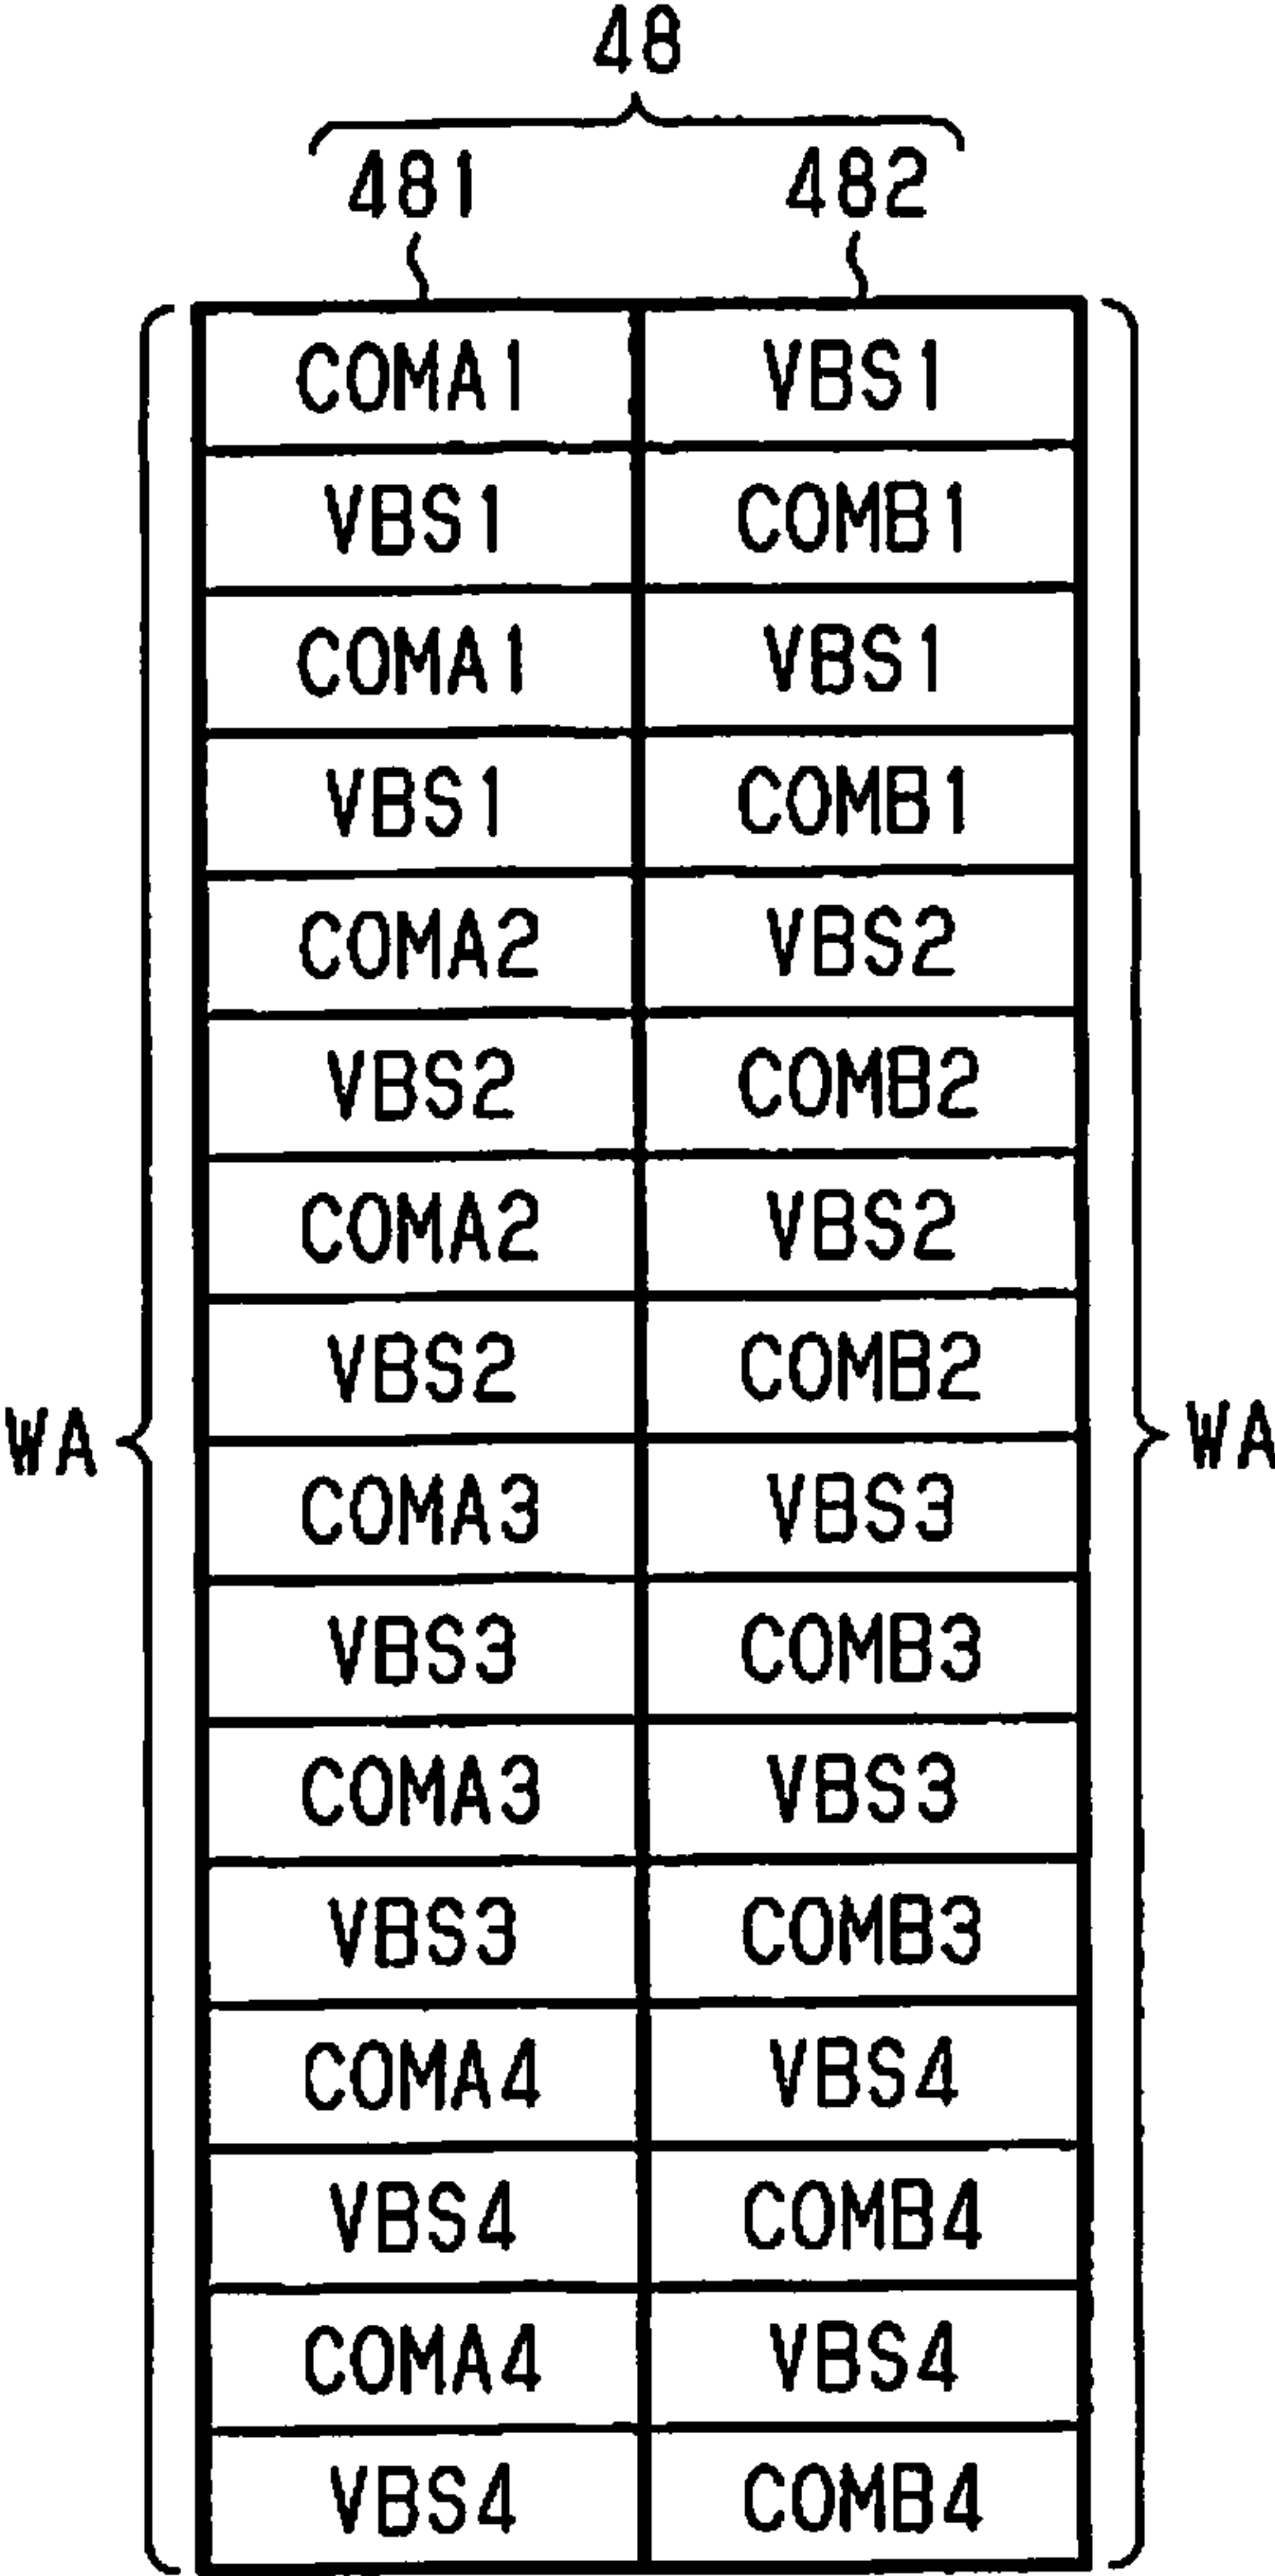 48
481 482
COMA1 VBS1
VBS1 COMB1
COMA1 VBS1
VBS1 COMB1
COMA2 VBS2
VBS2 COMB2
COMA2 VBS2
VBS2 COMB2
WA WA
COMA3 VBS3
VBS3 COMB3
COMA3 VBS3
VBS3 COMB3
COMA4 VBS4
VBS4 COMB4
COMA4 VBS4
VBS4 COMB4